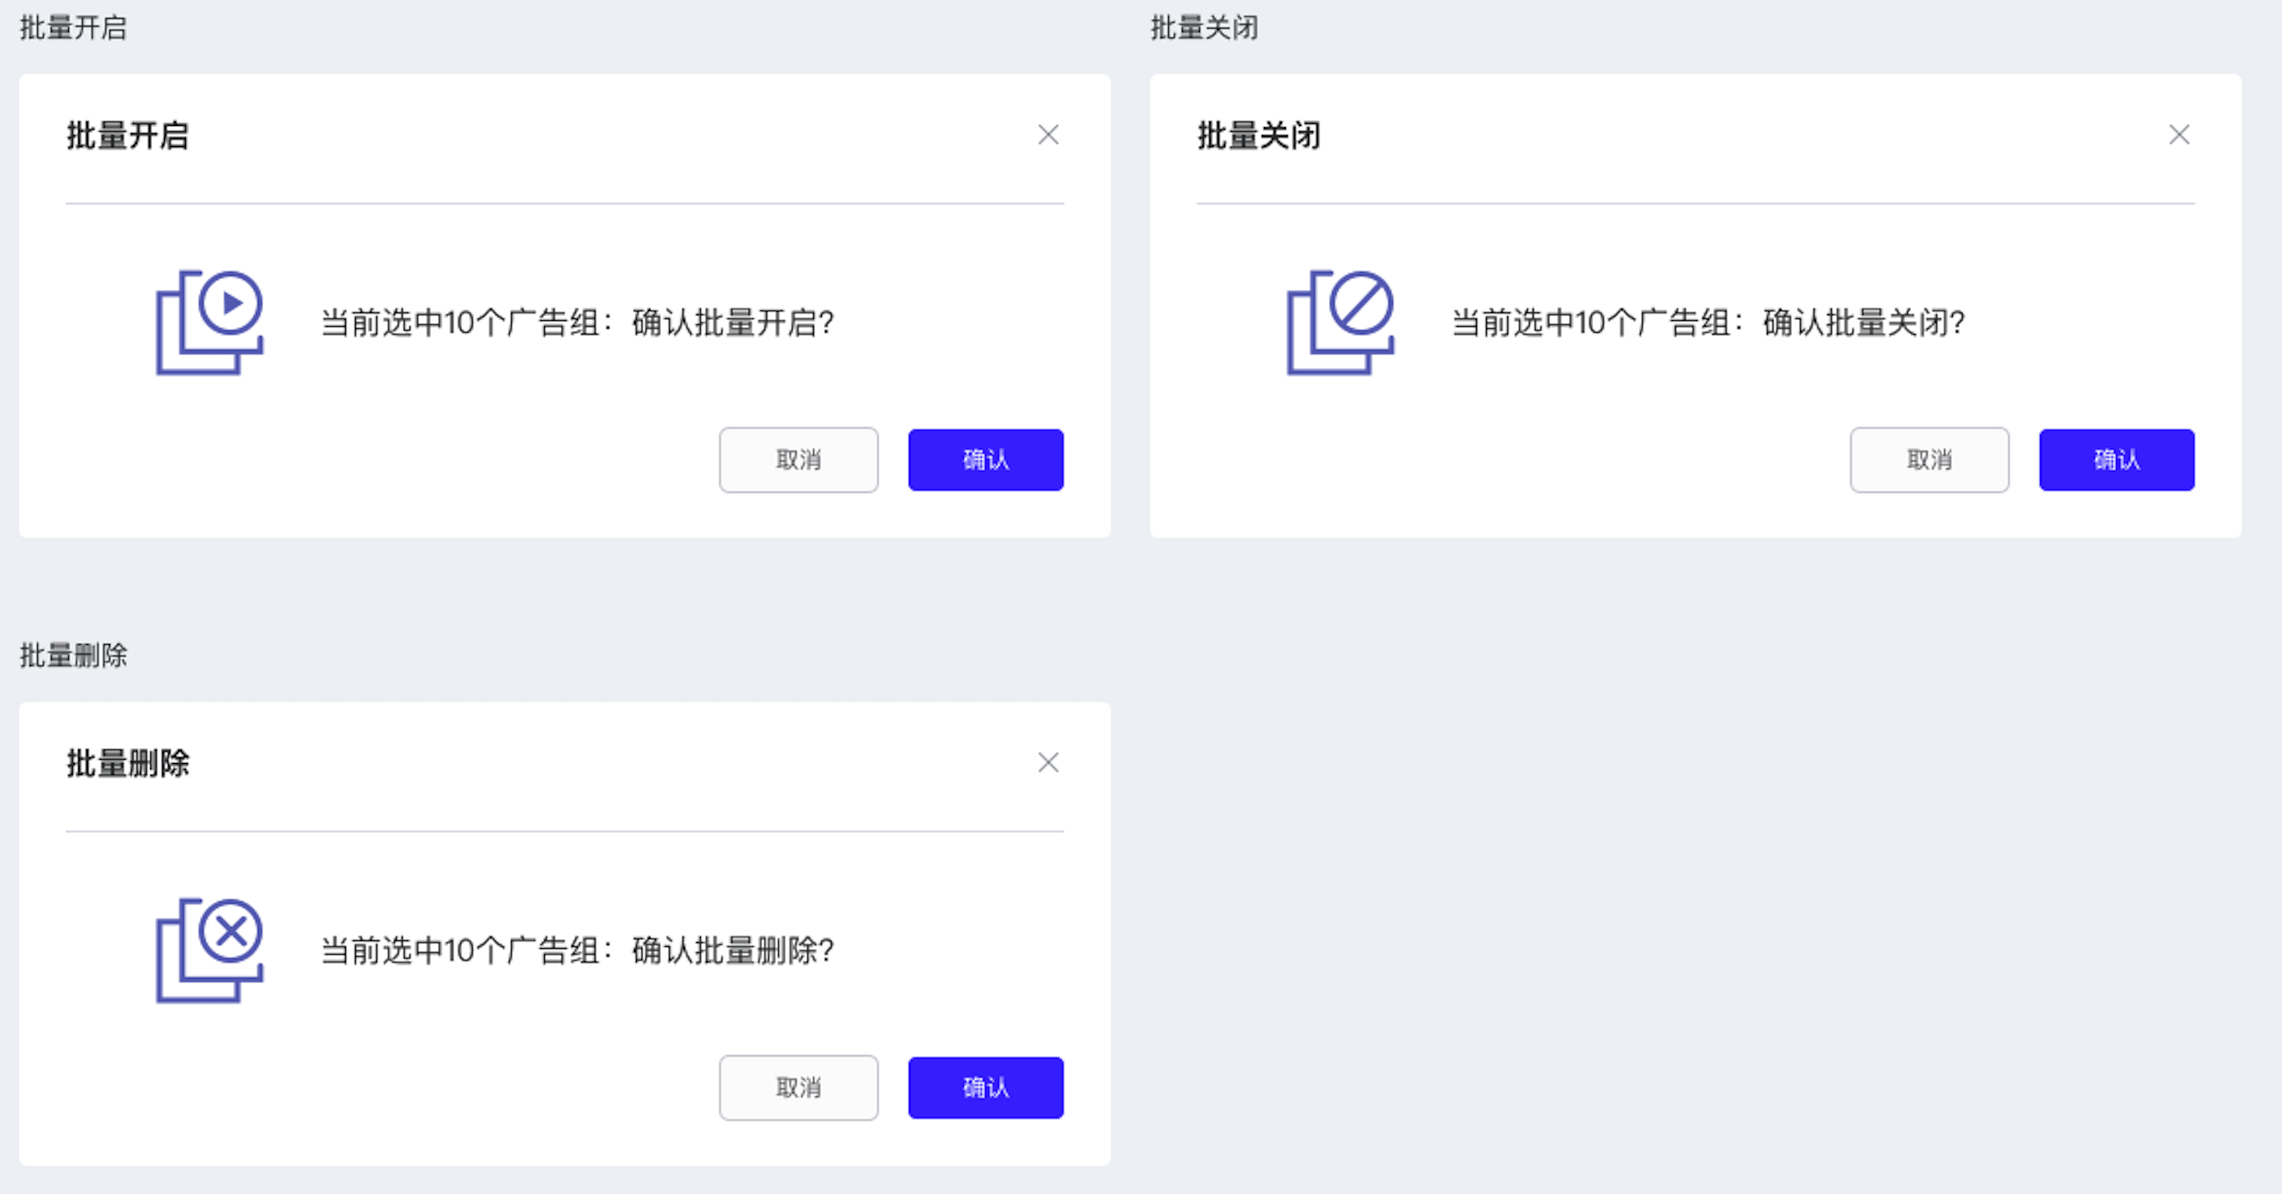 批量开启
批量开启
当前选中10个广告组：确认批量开启?
取消
确认
批量关闭
批量关闭
当前选中10个广告组：确认批量关闭?
取消
确认
批量删除
批量删除
当前选中10个广告组：确认批量删除?
取消
确认